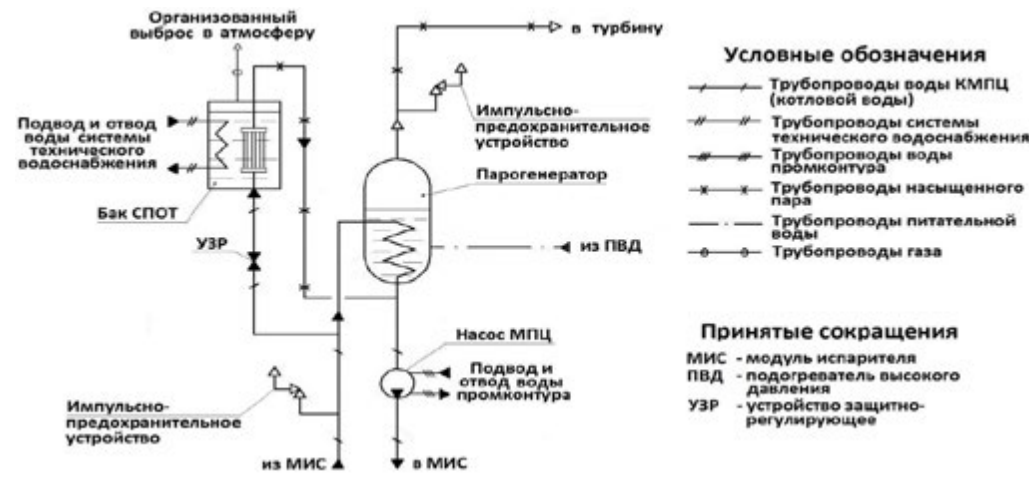 Организованный
выброс в атмосферу
в турбину
Импульсно-
предохранительное
устройство
Подвод и отвод
воды системы
технического
водоснабжения
Парогенератор
Бак СПОТ
УЗР
из ПВД
Насос МПЦ
Подвод и
отвод воды
промконтура
Импульсно-
предохранительное
устройство
из МИС
в МИС
Условные обозначения
Трубопроводы воды КМПЦ
(котловой воды)
Трубопроводы системы
технического водоснабжения
Трубопроводы воды
промконтура
Трубопроводы насыщенного
пара
Трубопроводы питательной
воды
Трубопроводы газа
Принятые сокращения
МИС - модуль испарителя
ПВД - подогреватель высокого
давления
УЗР - устройство защитно-
регулирующее